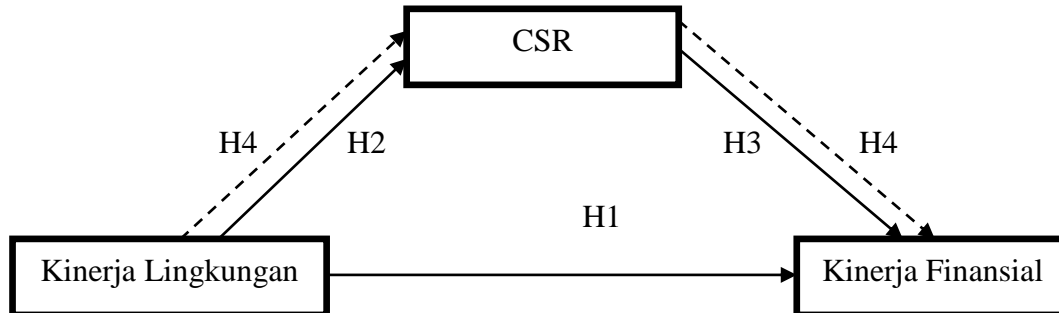 CSR
H4
H2
H3
H4
H1
Kinerja Lingkungan
Kinerja Finansial